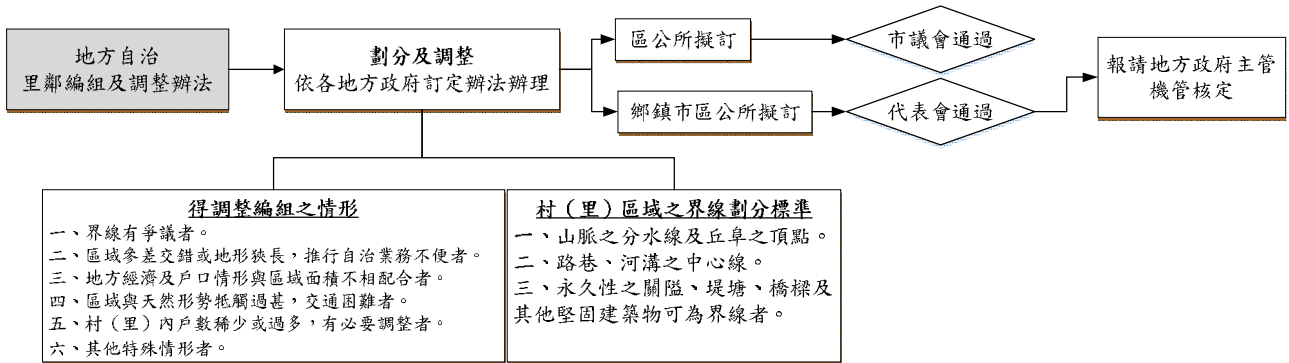 地方自治
里鄰編組及調整辦法
劃分及調整
依各地方政府訂定辦法辦理
區公所擬訂
市議會通過
鄉鎮市區公所擬訂
代表會通過
報請地方政府主管
機管核定
得調整編組之情形
一、界線有爭議者。
二、區域參差交錯或地形狹長，推行自治業務不便者。
三、地方經濟及戶口情形與區域面積不相配合者。
四、區域與天然形勢牴觸過甚，交通困難者。
五、村（里）內戶數稀少或過多，有必要調整者。
六、其他特殊情形者。
村（里）區域之界線劃分標準
一、山脈之分水線及丘阜之頂點。
二、路巷、河溝之中心線。
三、永久性之關隘、堤塘、橋樑及
其他堅固建築物可為界線者。